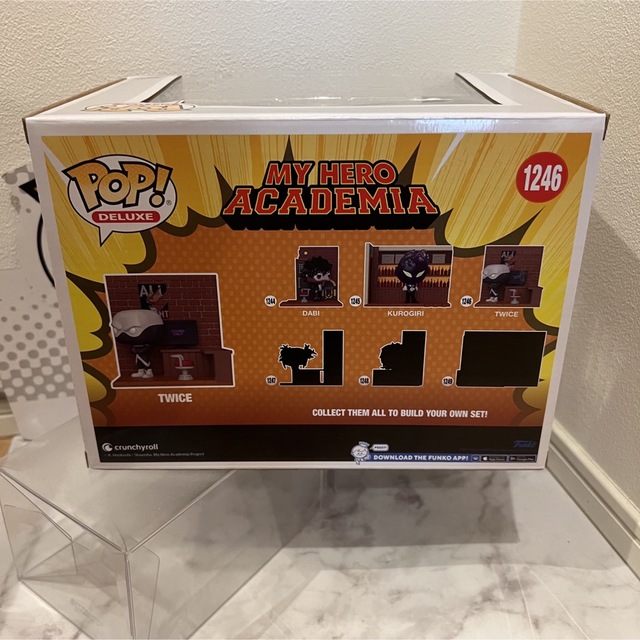 POP!
DELUXE
MY HERO
ACADEMIA
1246
TWICE
1244
DABI
1245
KUROGIRI
1246
TWICE
1247
1248
1249
COLLECT THEM ALL TO BUILD YOUR OWN SET!
crunchyroll
DOWNLOAD THE FUNKO APP!